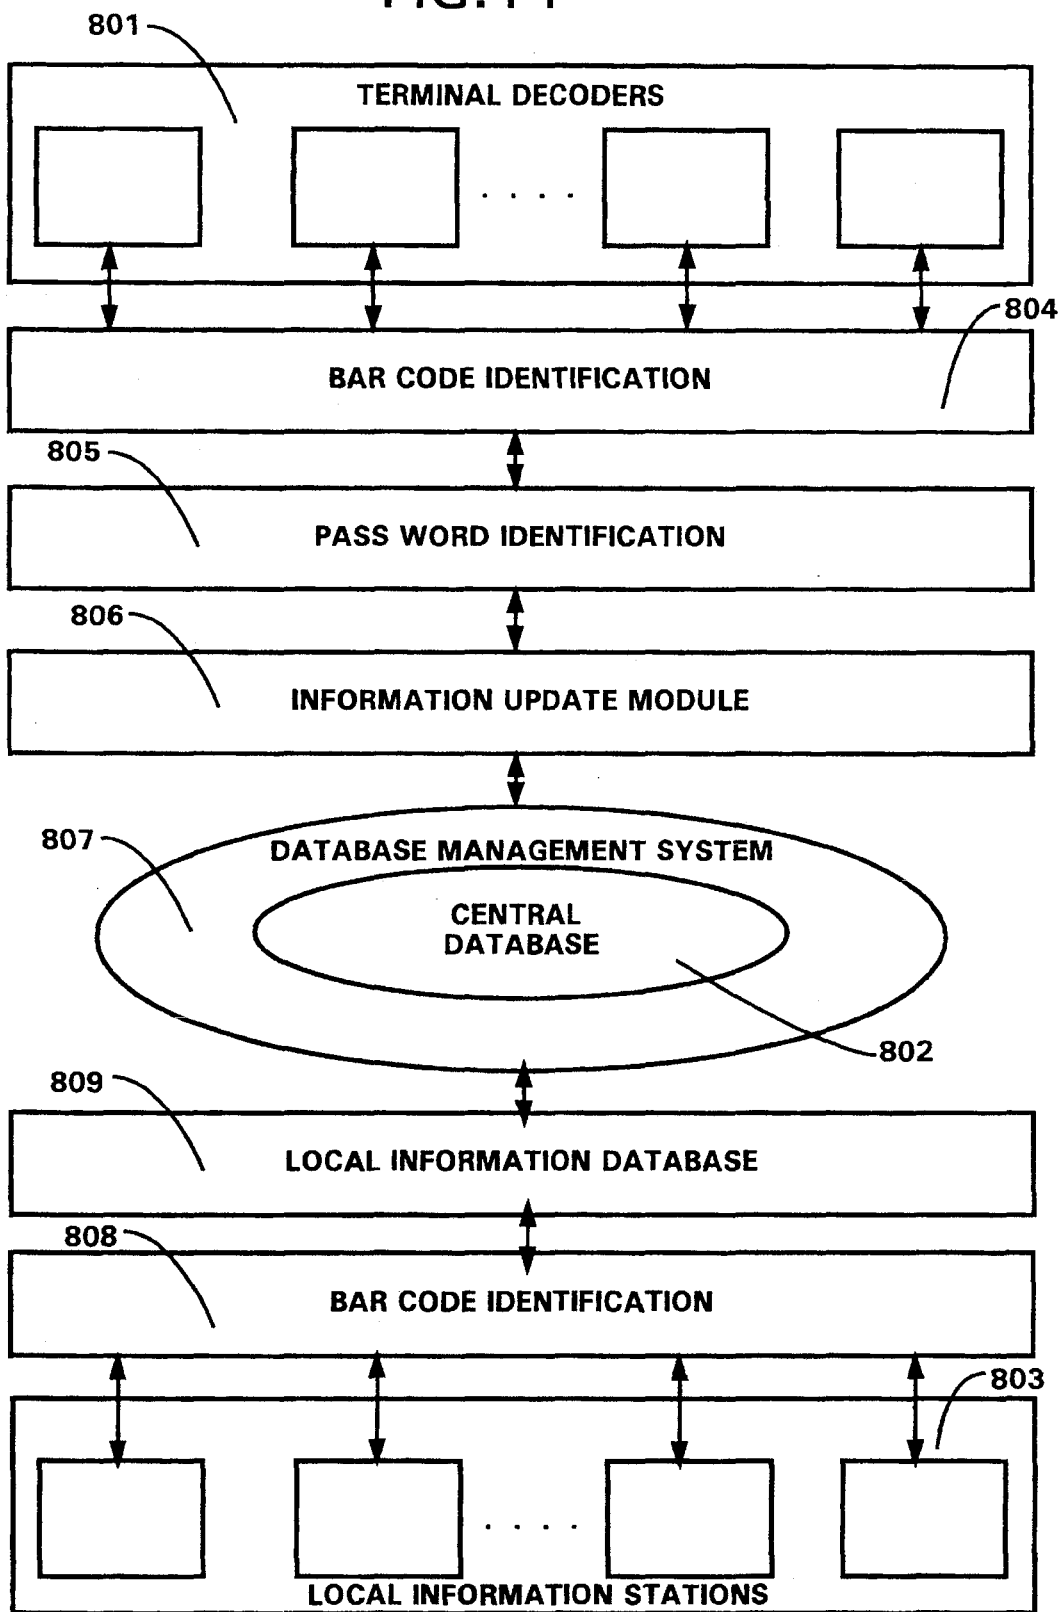 801
TERMINAL DECODERS
. . . .
804
BAR CODE IDENTIFICATION
805
PASS WORD IDENTIFICATION
806
INFORMATION UPDATE MODULE
807
DATABASE MANAGEMENT SYSTEM
CENTRAL
DATABASE
802
809
LOCAL INFORMATION DATABASE
808
BAR CODE IDENTIFICATION
803
. . . .
LOCAL INFORMATION STATIONS